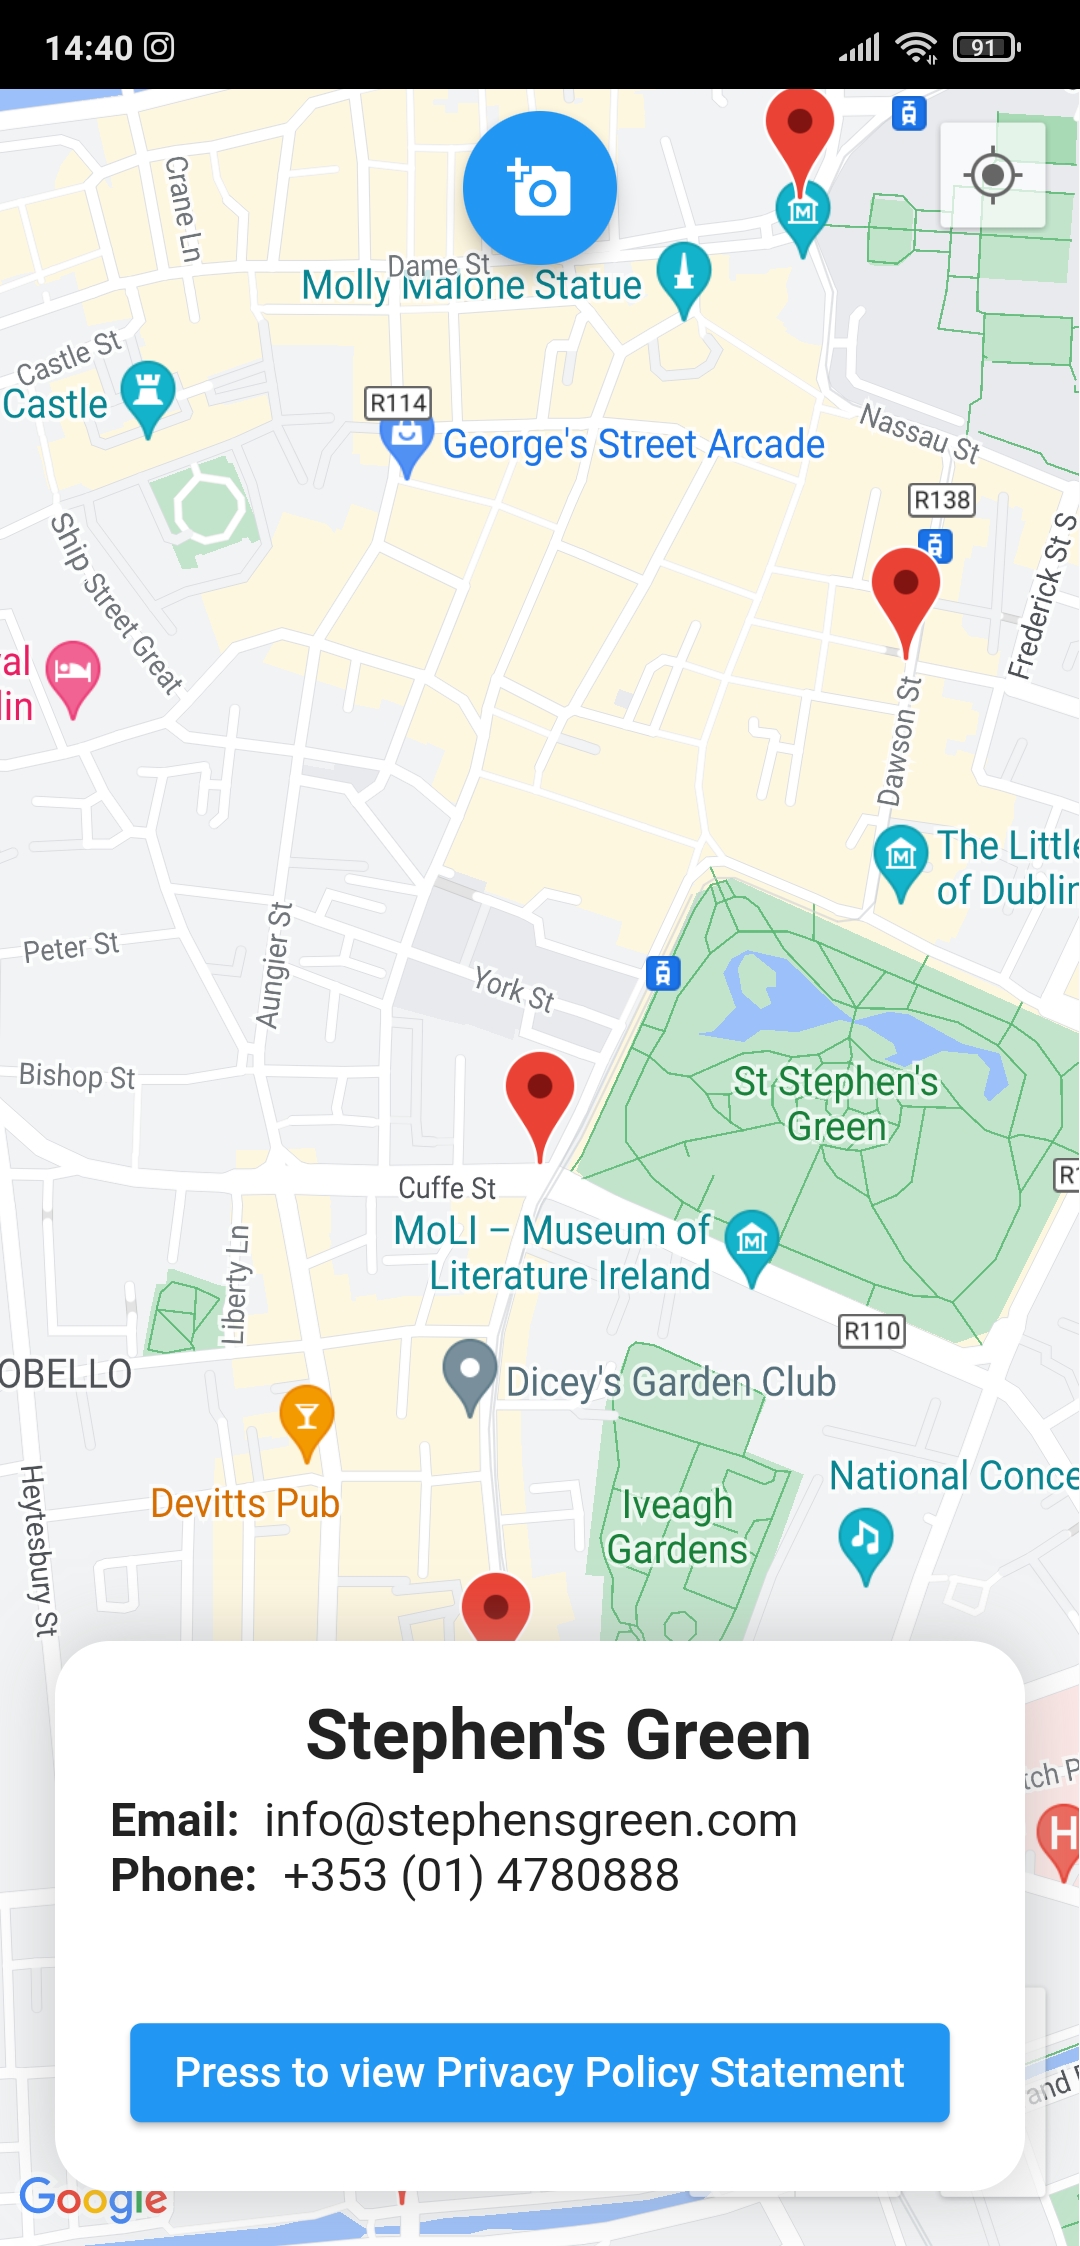 14:40
91
Crane Ln
Dame St
Molly Malone Statue
Castle St
Castle
R114
George's Street Arcade
Nassau St
R138
Ship Street Great
Frederick St S
val
lin
Dawson St
The Little
of Dublin
Peter St
Aungier St
York St
Bishop St
St Stephen's
Green
Cuffe St
MoLI – Museum of
Literature Ireland
Liberty Ln
R110
OBELLO
Dicey's Garden Club
Devitts Pub
National Conce
Heytesbury St
Iveagh
Gardens
Stephen's Green
Email: info@stephensgreen.com
Phone: +353 (01) 4780888
tch P
H
Press to view Privacy Policy Statement
and
Google